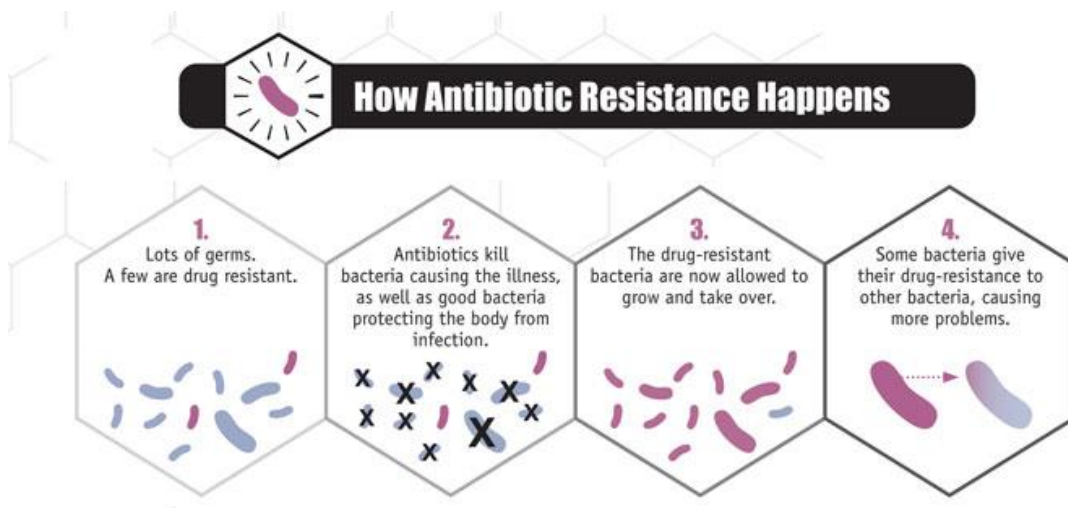 How Antibiotic Resistance Happens
1.
Lots of germs.
A few are drug resistant.
2.
Antibiotics kill
bacteria causing the illness,
as well as good bacteria
protecting the body from
infection.
X X X X X X X X X X
3.
The drug-resistant
bacteria are now allowed to
grow and take over.
4.
Some bacteria give
their drug-resistance to
other bacteria, causing
more problems.